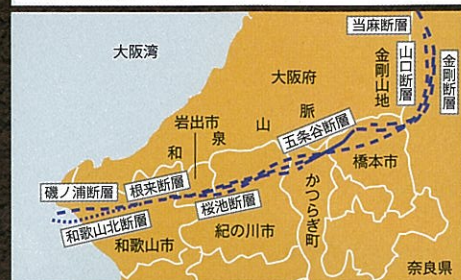 当麻断層
大阪湾
大阪府
金剛山地
山口断層
金剛断層
岩出市
和泉山脈
五条谷断層
橋本市
磯ノ浦断層
根来断層
桜池断層
かつらぎ町
和歌山北断層
和歌山市
紀の川市
奈良県